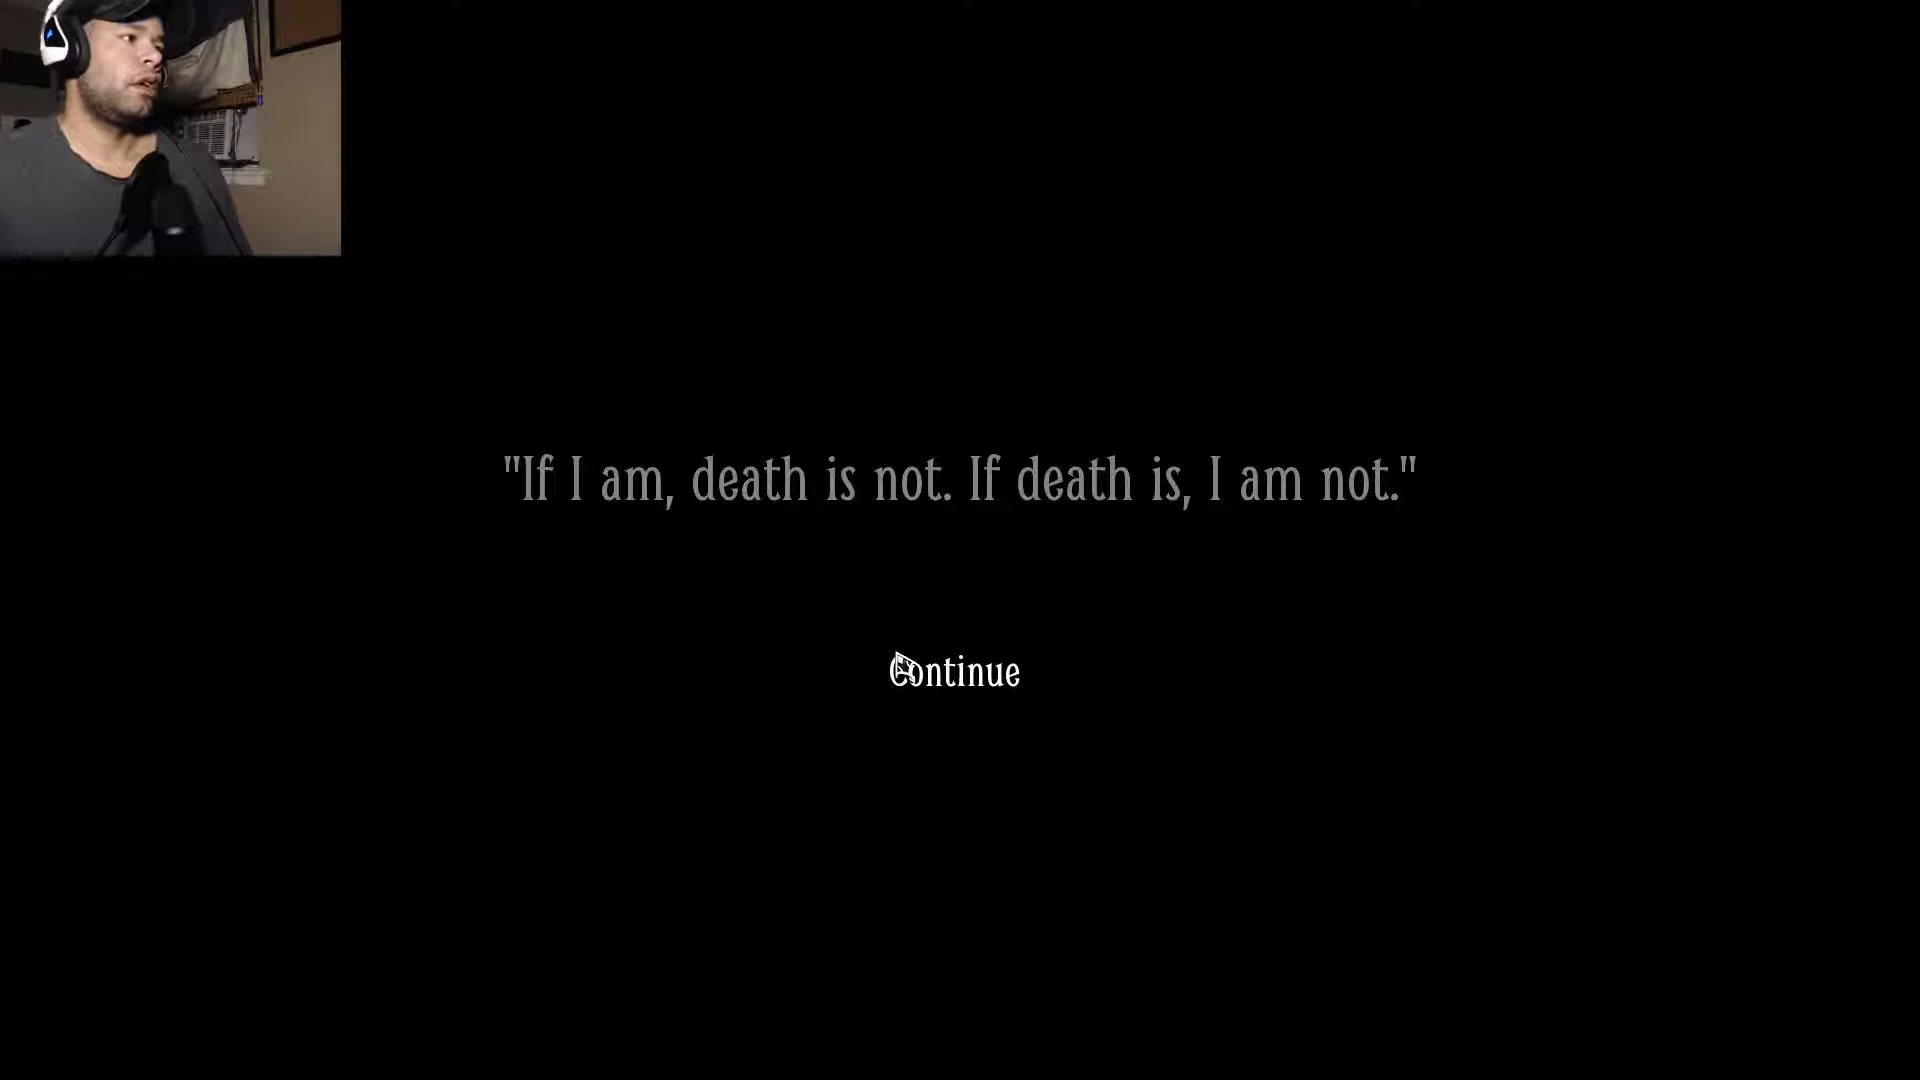 "If I am, death is not. If death is, I am not."
Continue